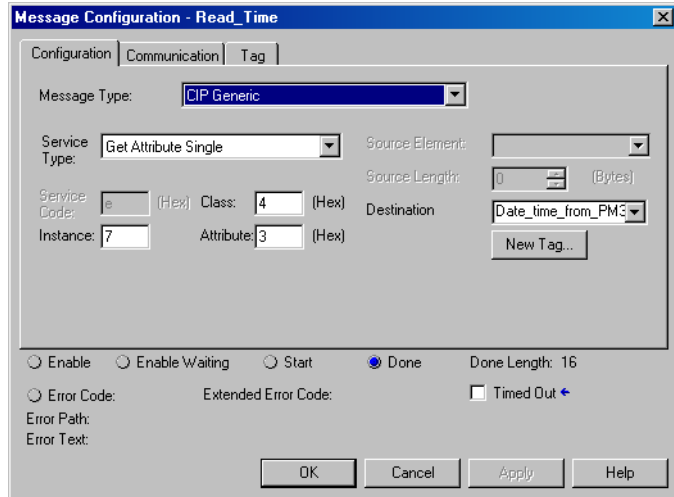 Message Configuration - Read_Time
Configuration Communication Tag
Message Type: CIP Generic
Service Type: Get Attribute Single Source Element:
Source Length: 0 (Bytes)
Service Code: e (Hex) Class: 4 (Hex) Destination Date_time_from_PM3
Instance: 7 Attribute: 3 (Hex) New Tag...
Enable Enable Waiting Start Done Done Length: 16
Error Code: Extended Error Code: Timed Out
Error Path:
Error Text:
OK Cancel Apply Help